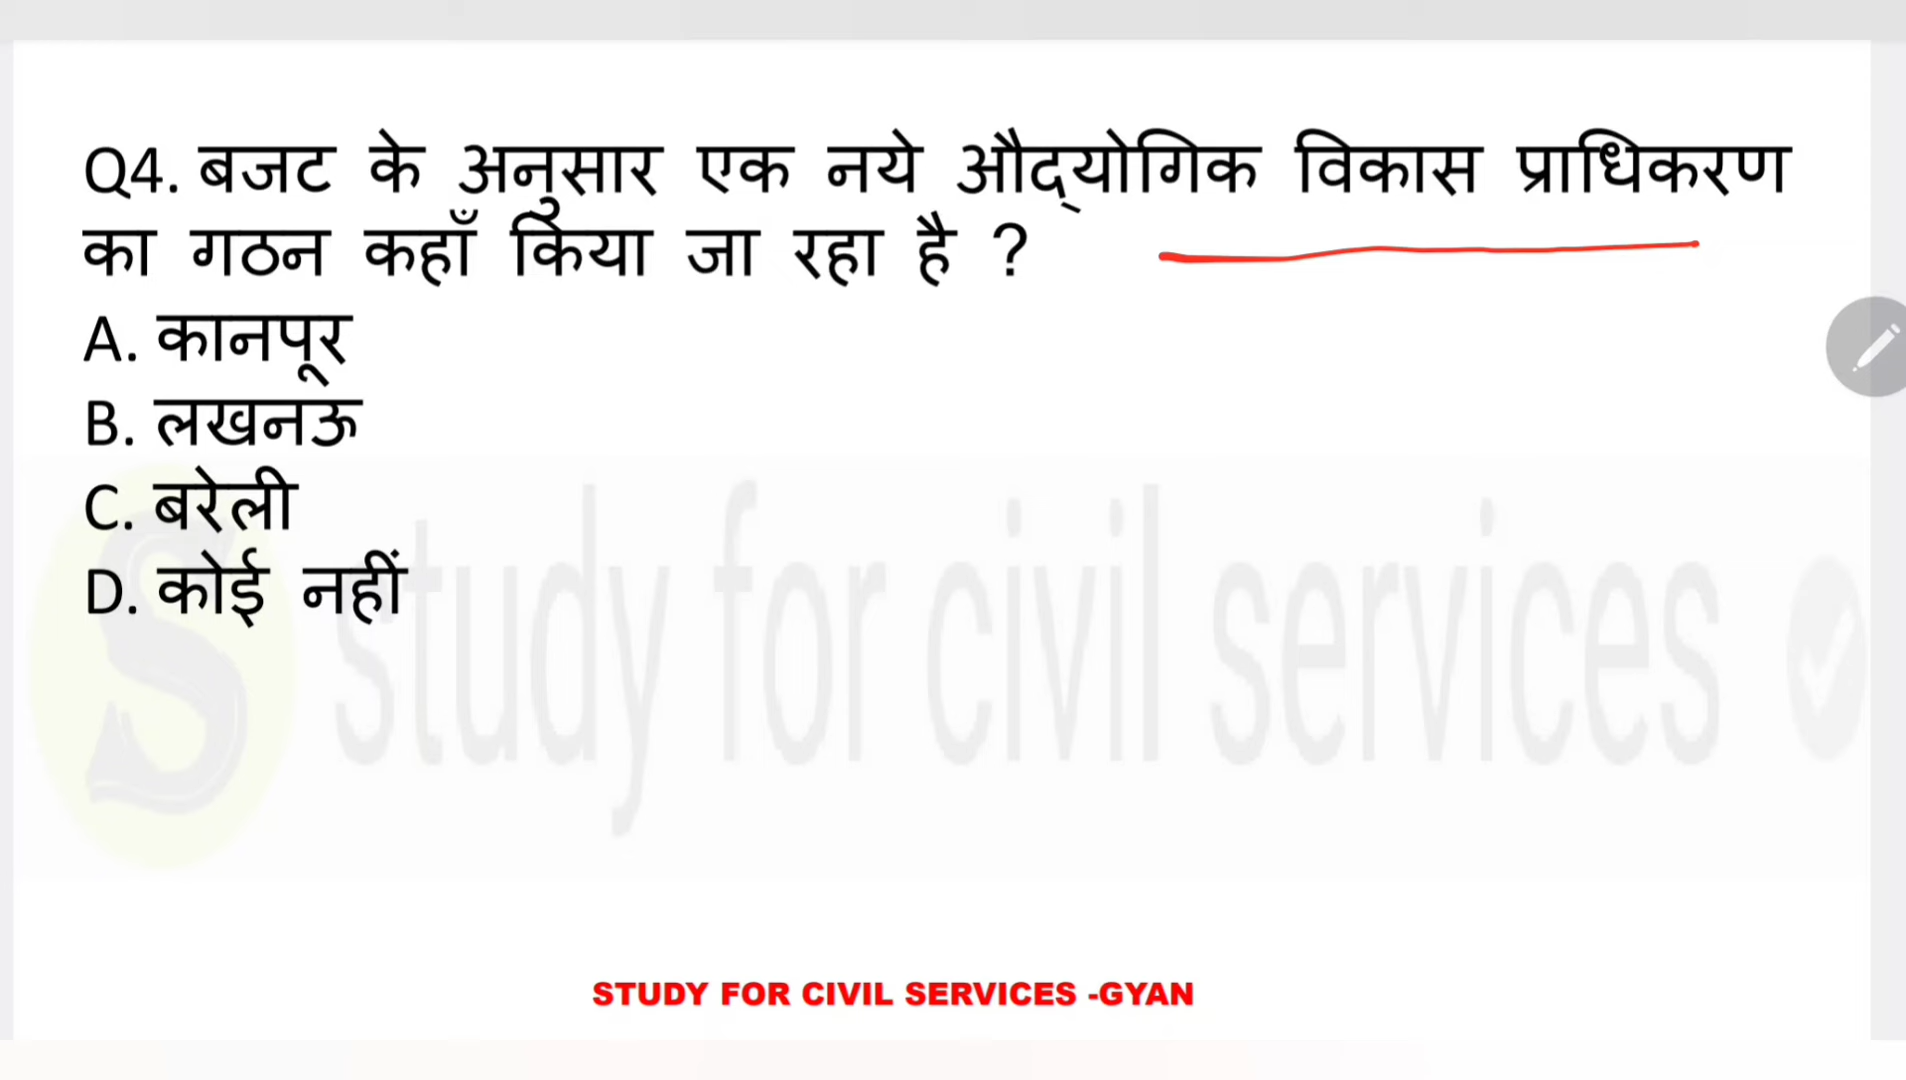 Q4. बजट के अनुसार एक नये औद्‌योगिक विकास प्राधिकरण
का गठन कहाँ किया जा रहा है ?
A. कानपूर
B. लखनऊ
C. बरेली
D. कोई नहीं
study for civil services
STUDY FOR CIVIL SERVICES -GYAN